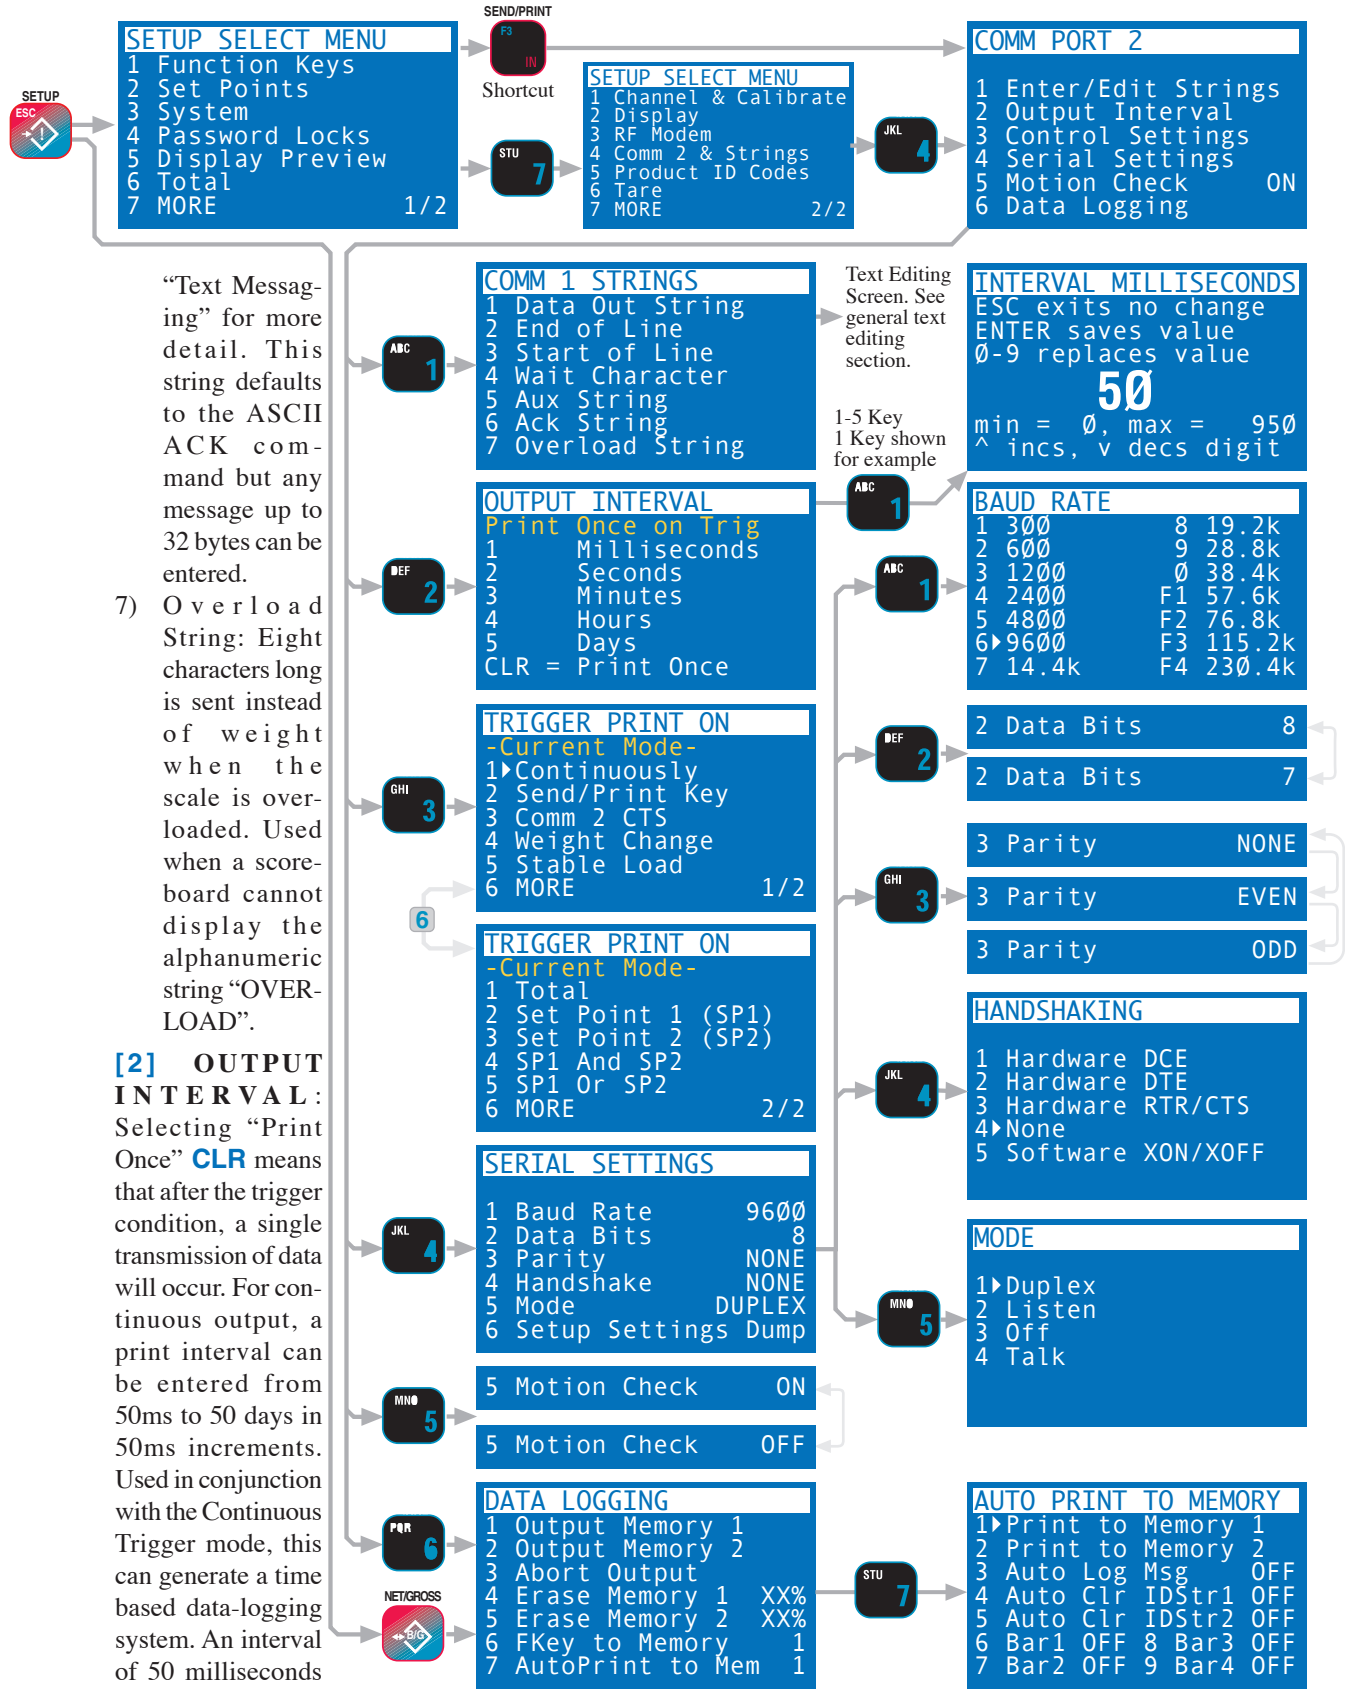 SETUP
ESC
SETUP SELECT MENU
1 Function Keys
2 Set Points
3 System
4 Password Locks
5 Display Preview
6 Total
7 MORE 1/2
SEND/PRINT
F3
IN
Shortcut
STU
7
SETUP SELECT MENU
1 Channel & Calibrate
2 Display
3 RF Modem
4 Comm 2 & Strings
5 Product ID Codes
6 Tare
7 MORE 2/2
JKL
4
COMM PORT 2
1 Enter/Edit Strings
2 Output Interval
3 Control Settings
4 Serial Settings
5 Motion Check ON
6 Data Logging
“Text Messag-
ing” for more
detail. This
string defaults
to the ASCII
ACK com-
mand but any
message up to
32 bytes can be
entered.
7) Overload
String: Eight
characters long
is sent instead
of weight
when the
scale is over-
loaded. Used
when a score-
board cannot
display the
alphanumeric
string “OVER-
LOAD”.
[2] OUTPUT
INTERVAL:
Selecting “Print
Once” CLR means
that after the trigger
condition, a single
transmission of data
will occur. For con-
tinuous output, a
print interval can
be entered from
50ms to 50 days in
50ms increments.
Used in conjunction
with the Continuous
Trigger mode, this
can generate a time
based data-logging
system. An interval
of 50 milliseconds
ABC
1
COMM 1 STRINGS
1 Data Out String
2 End of Line
3 Start of Line
4 Wait Character
5 Aux String
6 Ack String
7 Overload String
Text Editing
Screen. See
general text
editing
section.
INTERVAL MILLISECONDS
ESC exits no change
ENTER saves value
Ø-9 replaces value
5Ø
min = Ø, max = 95Ø
^ incs, v decs digit
1-5 Key
1 Key shown
for example
ABC
1
DEF
2
OUTPUT INTERVAL
Print Once on Trig
1 Milliseconds
2 Seconds
3 Minutes
4 Hours
5 Days
CLR = Print Once
ABC
1
BAUD RATE
1 3ØØ 8 19.2k
2 6ØØ 9 28.8k
3 12ØØ Ø 38.4k
4 24ØØ F1 57.6k
5 48ØØ F2 76.8k
6 96ØØ F3 115.2k
7 14.4k F4 23Ø.4k
GHI
3
TRIGGER PRINT ON
-Current Mode-
1 Continuously
2 Send/Print Key
3 Comm 2 CTS
4 Weight Change
5 Stable Load
6 MORE 1/2
6
TRIGGER PRINT ON
-Current Mode-
1 Total
2 Set Point 1 (SP1)
3 Set Point 2 (SP2)
4 SP1 And SP2
5 SP1 Or SP2
6 MORE 2/2
DEF
2
2 Data Bits 8
2 Data Bits 7
GHI
3
3 Parity NONE
3 Parity EVEN
3 Parity ODD
JKL
4
HANDSHAKING
1 Hardware DCE
2 Hardware DTE
3 Hardware RTR/CTS
4 None
5 Software XON/XOFF
JKL
4
SERIAL SETTINGS
1 Baud Rate 96ØØ
2 Data Bits 8
3 Parity NONE
4 Handshake NONE
5 Mode DUPLEX
6 Setup Settings Dump
MNO
5
MODE
1 Duplex
2 Listen
3 Off
4 Talk
MNO
5
5 Motion Check ON
5 Motion Check OFF
PQR
6
NET/GROSS
B/G
DATA LOGGING
1 Output Memory 1
2 Output Memory 2
3 Abort Output
4 Erase Memory 1 XX%
5 Erase Memory 2 XX%
6 FKey to Memory 1
7 AutoPrint to Mem 1
STU
7
AUTO PRINT TO MEMORY
1 Print to Memory 1
2 Print to Memory 2
3 Auto Log Msg OFF
4 Auto Clr IDStr1 OFF
5 Auto Clr IDStr2 OFF
6 Bar1 OFF 8 Bar3 OFF
7 Bar2 OFF 9 Bar4 OFF